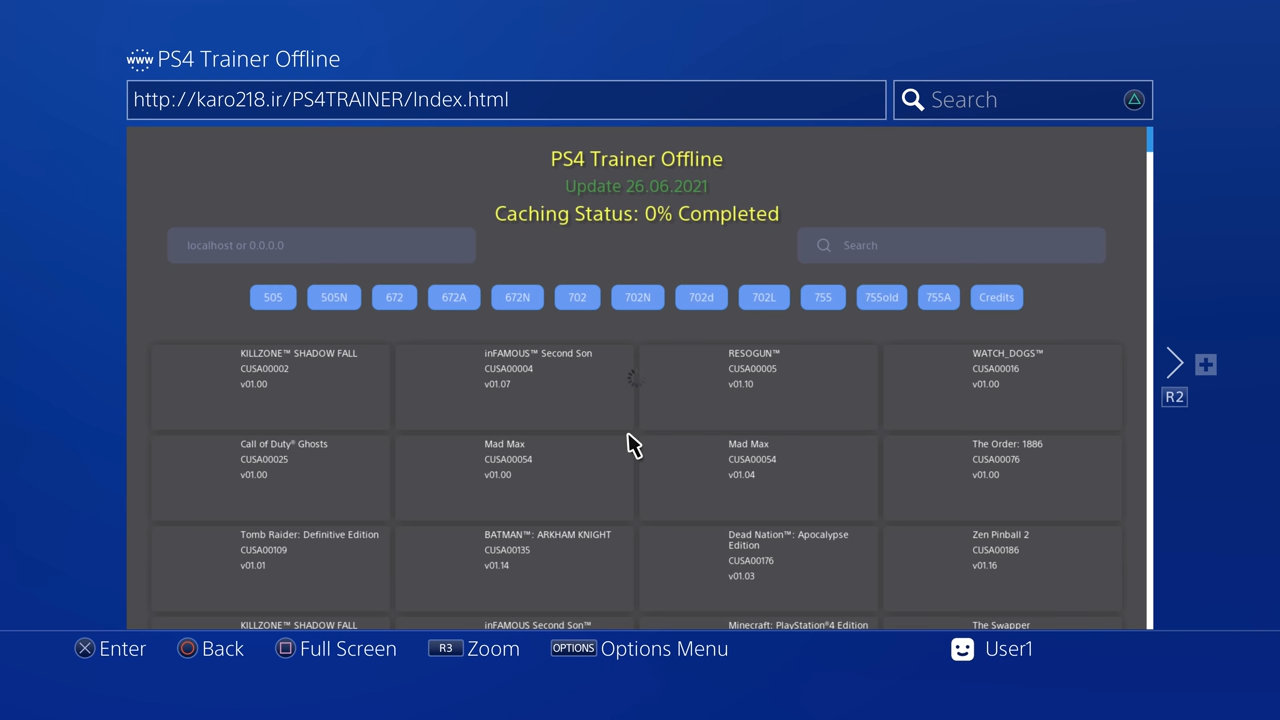 www PS4 Trainer Offline
http://karo218.ir/PS4TRAINER/Index.html
Search
PS4 Trainer Offline
Update 26.06.2021
Caching Status: 0% Completed
localhost or 0.0.0.0
Search
505 505N 672 672A 672N 702 702N 702d 702L 755 755old 755A Credits
KILLZONE™ SHADOW FALL
CUSA00002
v01.00
inFAMOUS™ Second Son
CUSA00004
v01.07
RESOGUN™
CUSA00005
v01.10
WATCH_DOGS™
CUSA00016
v01.00
Call of Duty® Ghosts
CUSA00025
v01.00
Mad Max
CUSA00054
v01.00
Mad Max
CUSA00054
v01.04
The Order: 1886
CUSA00076
v01.00
Tomb Raider: Definitive Edition
CUSA00109
v01.01
BATMAN™: ARKHAM KNIGHT
CUSA00135
v01.14
Dead Nation™: Apocalypse
Edition
CUSA00176
v01.03
Zen Pinball 2
CUSA00186
v01.16
KILLZONE™ SHADOW FALL
inFAMOUS Second Son™
Minecraft: PlayStation®4 Edition
The Swapper
R2
Enter Back Full Screen R3 Zoom OPTIONS Options Menu User1